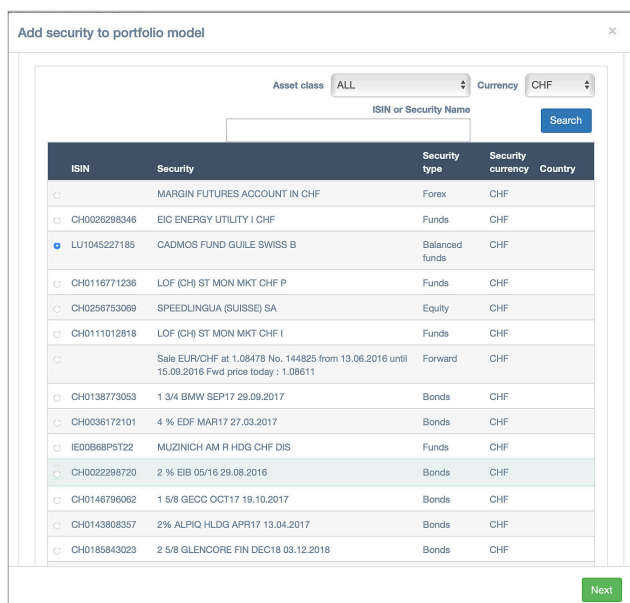 Add security to portfolio model ×
Asset class ALL Currency CHF
ISIN or Security Name
Search
ISIN Security Security type Security currency Country
MARGIN FUTURES ACCOUNT IN CHF Forex CHF
CH0026298346 EIC ENERGY UTILITY I CHF Funds CHF
LU1045227185 CADMOS FUND GUILE SWISS B Balanced funds CHF
CH0116771236 LOF (CH) ST MON MKT CHF P Funds CHF
CH0256753069 SPEEDLINGUA (SUISSE) SA Equity CHF
CH0111012818 LOF (CH) ST MON MKT CHF I Funds CHF
Sale EUR/CHF at 1.08478 No. 144825 from 13.06.2016 until Forward CHF
15.09.2016 Fwd price today : 1.08611
CH0138773053 1 3/4 BMW SEP17 29.09.2017 Bonds CHF
CH0036172101 4 % EDF MAR17 27.03.2017 Bonds CHF
IE00B68P5T22 MUZINICH AM R HDG CHF DIS Funds CHF
CH0022298720 2 % EIB 05/16 29.08.2016 Bonds CHF
CH0146796062 1 5/8 GECC OCT17 19.10.2017 Bonds CHF
CH0143808357 2% ALPIQ HLDG APR17 13.04.2017 Bonds CHF
CH0185843023 2 5/8 GLENCORE FIN DEC18 03.12.2018 Bonds CHF
Next